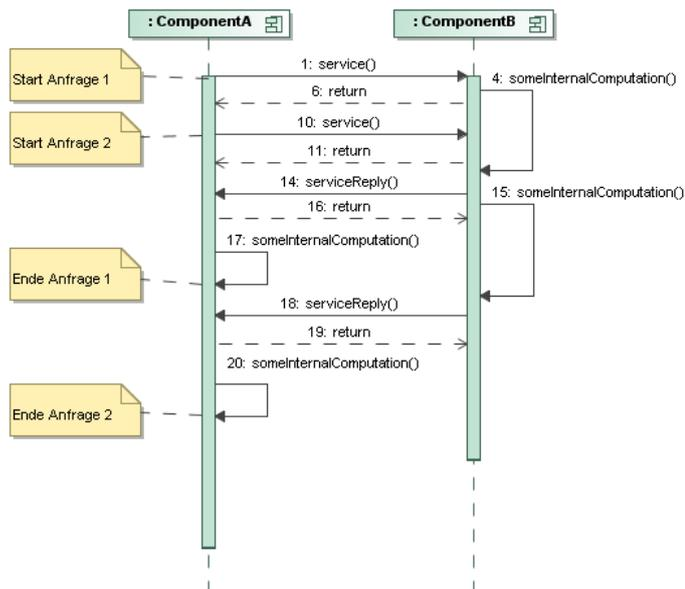 : ComponentA
: ComponentB
Start Anfrage 1
1: service()
4: someInternalComputation()
6: return
Start Anfrage 2
10: service()
11: return
14: serviceReply()
15: someInternalComputation()
16: return
17: someInternalComputation()
Ende Anfrage 1
18: serviceReply()
19: return
20: someInternalComputation()
Ende Anfrage 2